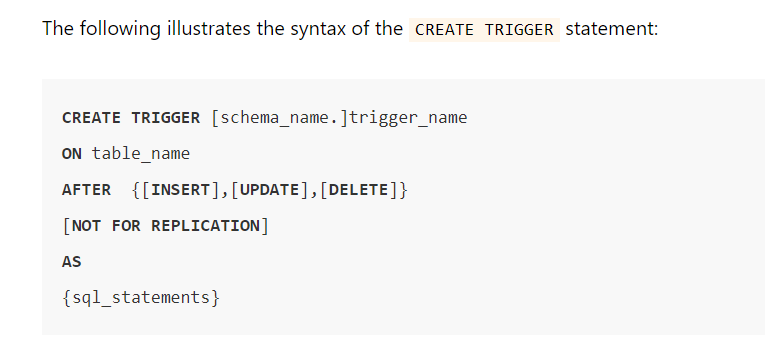 The following illustrates the syntax of the CREATE TRIGGER statement:
CREATE TRIGGER [schema_name.]trigger_name
ON table_name
AFTER  {[INSERT],[UPDATE],[DELETE]}
[NOT FOR REPLICATION]
AS
{sql_statements}